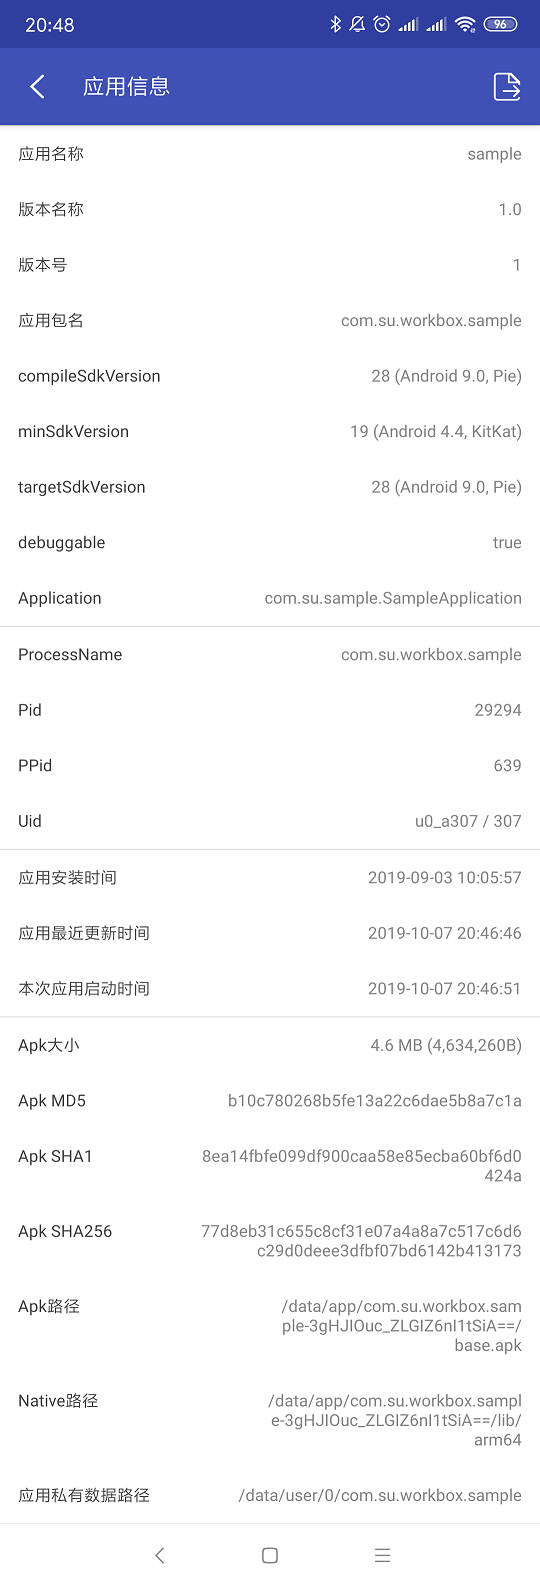 20:48
96
应用信息
应用名称 sample
版本名称 1.0
版本号 1
应用包名 com.su.workbox.sample
compileSdkVersion 28 (Android 9.0, Pie)
minSdkVersion 19 (Android 4.4, KitKat)
targetSdkVersion 28 (Android 9.0, Pie)
debuggable true
Application com.su.sample.SampleApplication
ProcessName com.su.workbox.sample
Pid 29294
PPid 639
Uid u0_a307 / 307
应用安装时间 2019-09-03 10:05:57
应用最近更新时间 2019-10-07 20:46:46
本次应用启动时间 2019-10-07 20:46:51
Apk大小 4.6 MB (4,634,260B)
Apk MD5 b10c780268b5fe13a22c6dae5b8a7c1a
Apk SHA1 8ea14fbfe099df900caa58e85ecba60bf6d0
424a
Apk SHA256 77d8eb31c655c8cf31e07a4a8a7c517c6d6
c29d0deee3dfbf07bd6142b413173
Apk路径 /data/app/com.su.workbox.sam
ple-3gHJIOuc_ZLGIZ6nI1tSiA==/
base.apk
Native路径 /data/app/com.su.workbox.sampl
e-3gHJIOuc_ZLGIZ6nI1tSiA==/lib/
arm64
应用私有数据路径 /data/user/0/com.su.workbox.sample